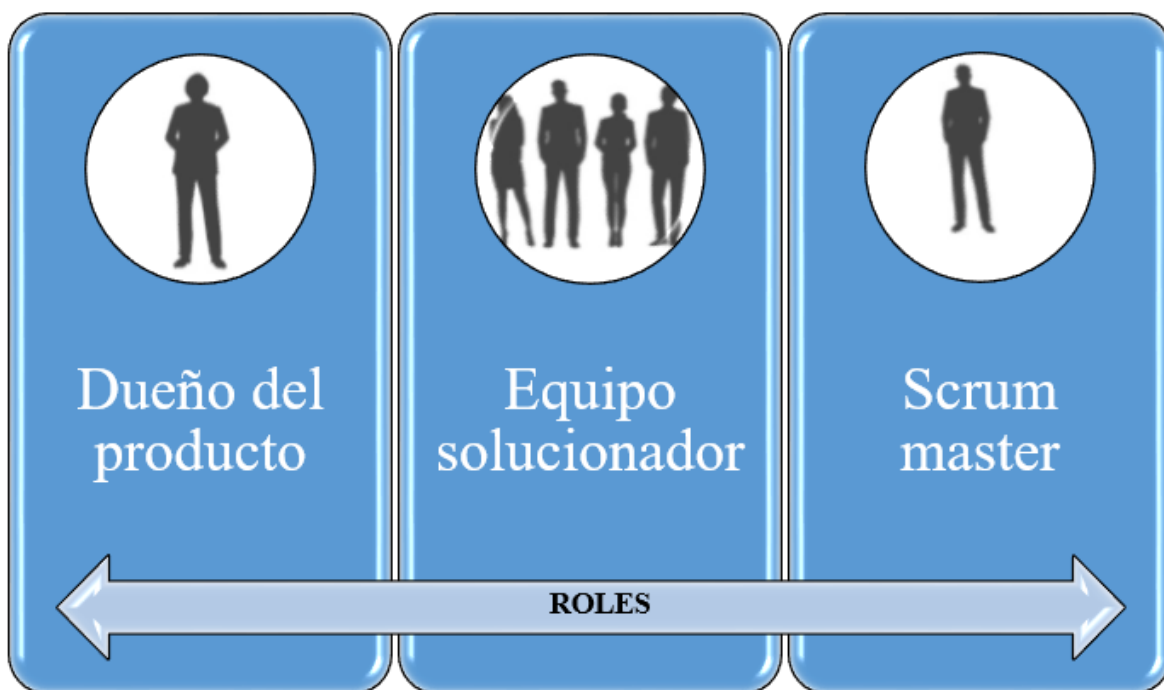 Dueño del
producto
Equipo
solucionador
Scrum
master
ROLES